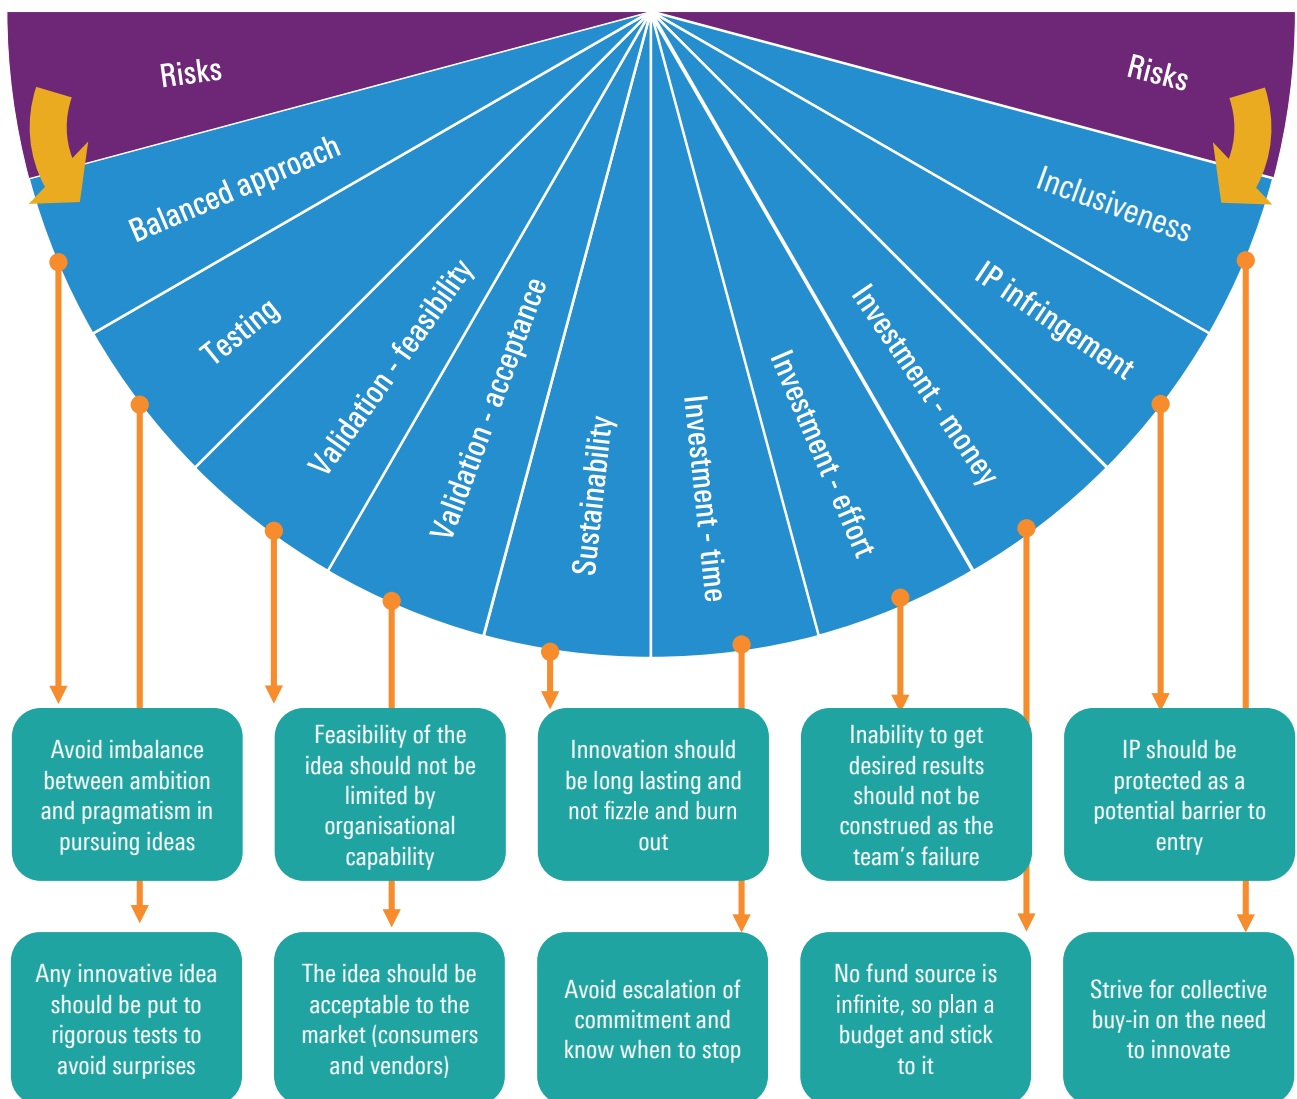 Risks
Risks
Balanced approach
Testing
Validation - feasibility
Validation - acceptance
Sustainability
Investment - time
Investment - effort
Investment - money
IP infringement
Inclusiveness
Avoid imbalance
between ambition
and pragmatism in
pursuing ideas
Feasibility of the
idea should not be
limited by
organisational
capability
Innovation should
be long lasting and
not fizzle and burn
out
Inability to get
desired results
should not be
construed as the
team’s failure
IP should be
protected as a
potential barrier to
entry
Any innovative idea
should be put to
rigorous tests to
avoid surprises
The idea should be
acceptable to the
market (consumers
and vendors)
Avoid escalation of
commitment and
know when to stop
No fund source is
infinite, so plan a
budget and stick
to it
Strive for collective
buy-in on the need
to innovate